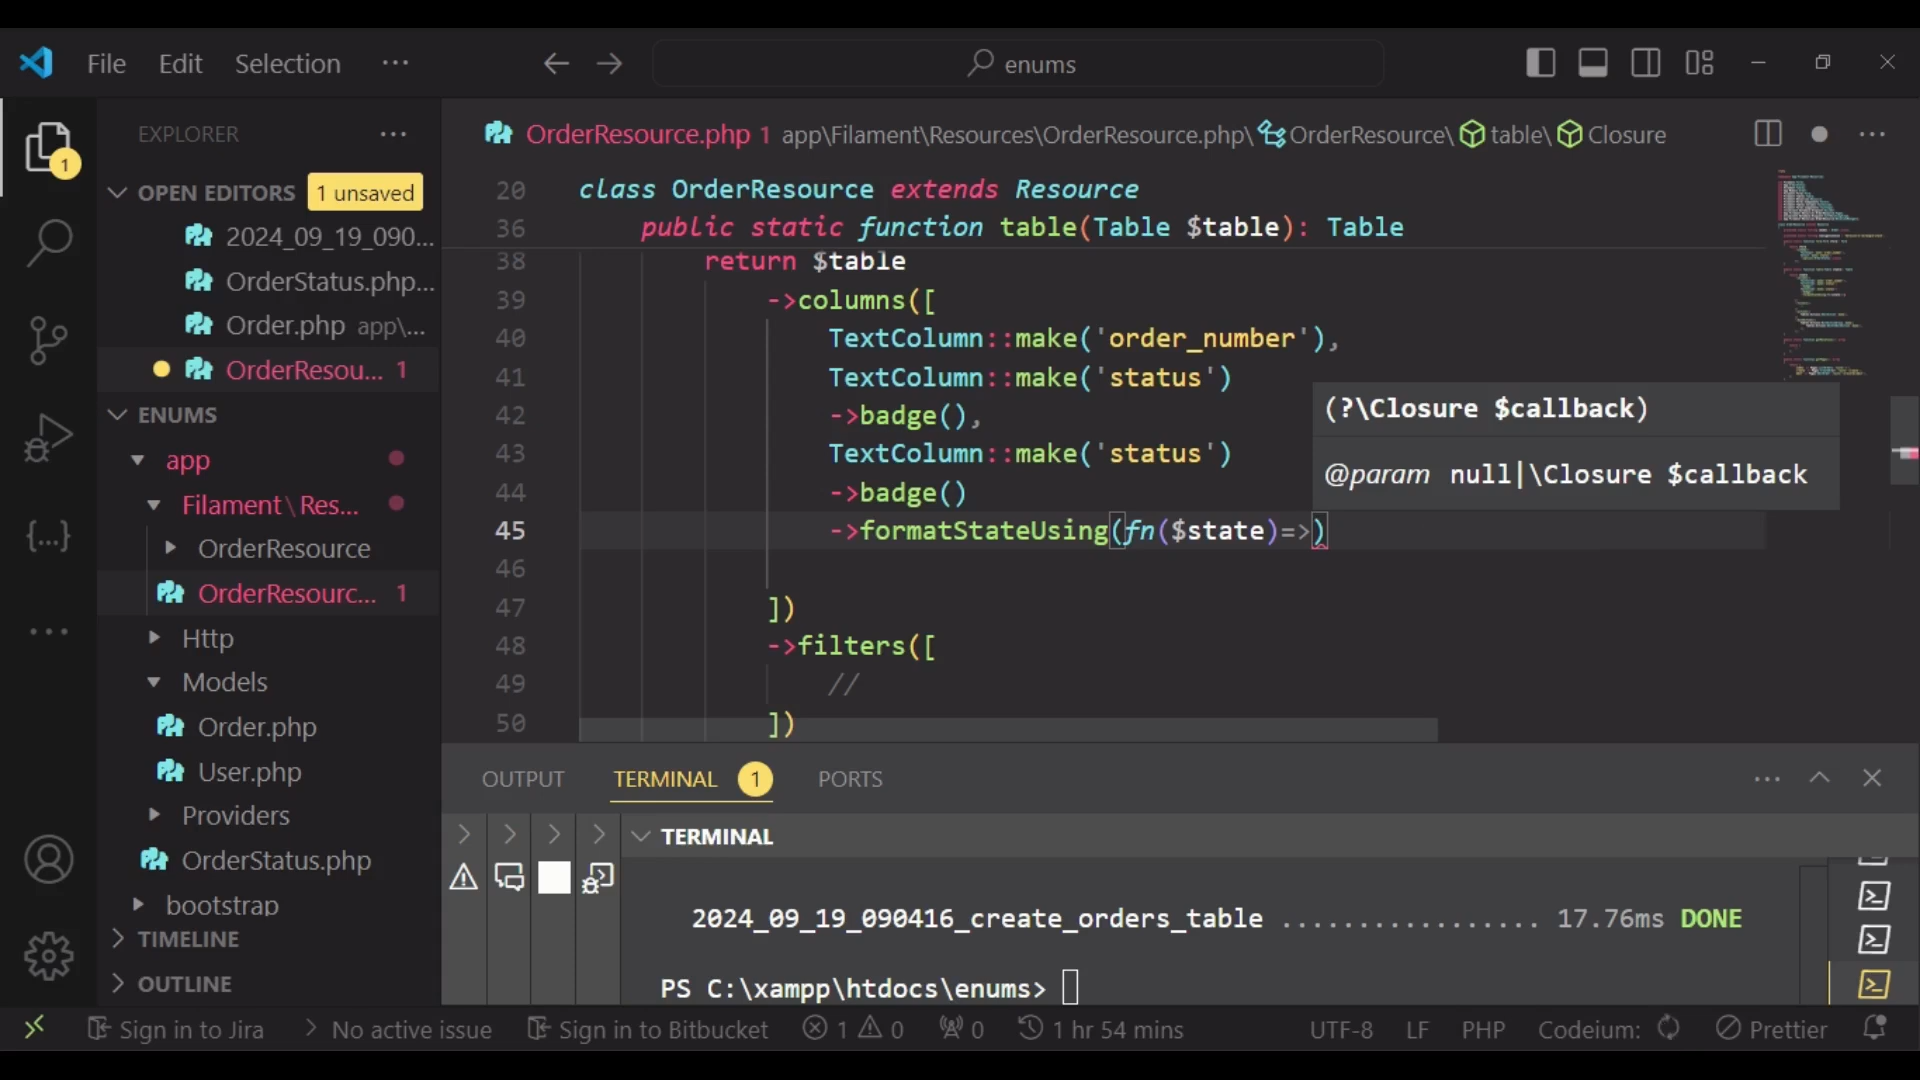 File Edit Selection ···
enums
EXPLORER
OPEN EDITORS 1 unsaved
2024_09_19_090...
OrderStatus.php...
Order.php app\...
OrderResou... 1
ENUMS
app
Filament\Res...
OrderResource
OrderResourc... 1
Http
Models
Order.php
User.php
Providers
OrderStatus.php
bootstrap
TIMELINE
OUTLINE
1
OrderResource.php 1 app\Filament\Resources\OrderResource.php\ OrderResource\ table\ Closure
20 class OrderResource extends Resource
36 public static function table(Table $table): Table
38 return $table
39 ->columns([
40 TextColumn::make('order_number'),
41 TextColumn::make('status')
42 ->badge(),
43 TextColumn::make('status')
44 ->badge()
45 ->formatStateUsing(fn($state)=>)
46
47 ])
48 ->filters([
49 //
50 ])
(?\Closure $callback)
@param null|\Closure $callback
OUTPUT TERMINAL 1 PORTS
TERMINAL
2024_09_19_090416_create_orders_table ................. 17.76ms DONE
PS C:\xampp\htdocs\enums>
Sign in to Jira No active issue Sign in to Bitbucket 1 0 0 1 hr 54 mins UTF-8 LF PHP Codeium: Prettier